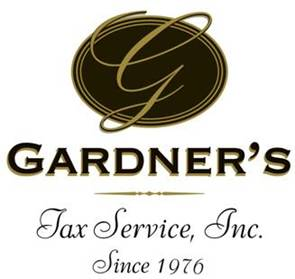 G
GARDNER'S
Tax Service, Inc.
Since 1976